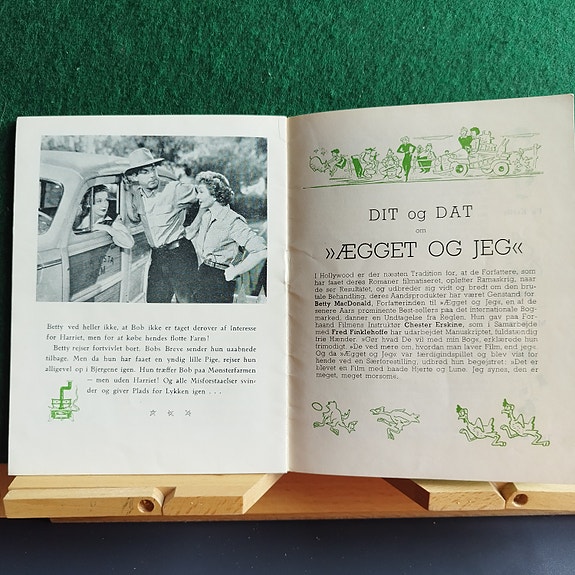 Betty ved heller ikke, at Bob ikke er taget derover af Interesse
for Harriet, men for at købe hendes flotte Farm!
Betty rejser fortvivlet bort. Bobs Breve sender hun uaabnede
tilbage. Men da hun har faaet en yndig lille Pige, rejser hun
alligevel op i Bjergene igen. Hun træffer Bob paa Mønsterfarmen
— men uden Harriet! Og alle Misforstaaelser svin-
der og giver Plads for Lykken igen . . .
DIT og DAT
om
»ÆGGET OG JEG«
I Hollywood er der næsten Tradition for, at de Forfattere, som
har faaet deres Romaner filmatiseret, opløfter Ramaskrig, naar
de ser Resultatet, og udbreder sig vidt og bredt om den bru-
tale Behandling, deres Aandsprodukter har været Genstand for.
Betty MacDonald, Forfatterinden til »Ægget og Jeg«, en af de
senere Aars prominente Best-sellers paa det internationale Bog-
marked, danner en Undtagelse fra Reglen. Hun gav paa For-
haand Filmens Instruktør Chester Erskine, som i Samarbejde
med Fred Finklehoffe har udarbejdet Manuskriptet, fuldstændig
frie Hænder. »Gør hvad De vil med min Bog«, erklærede hun
frimodigt. »De ved mere om, hvordan man laver Film, end jeg«.
Og da »Ægget og Jeg« var færdigindspillet og blev vist for
hende ved en Særforestilling, udbrød hun begejstret: »Det er
blevet en Film med baade Hjerte og Lune. Jeg synes, den er
meget, meget morsom.